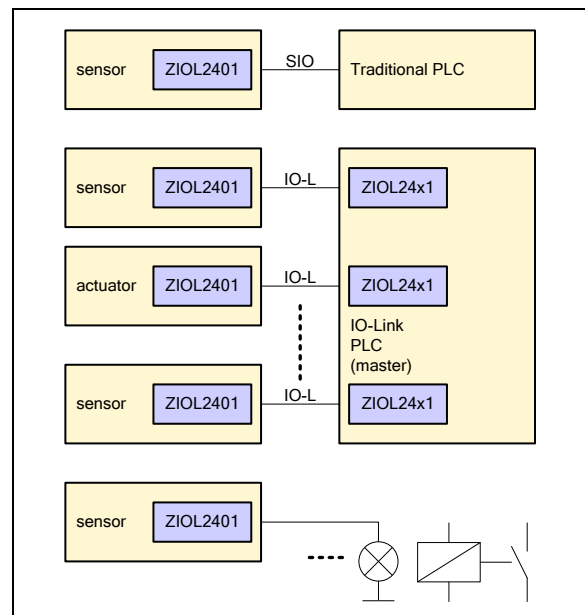 SIO
sensor ZIOL2401 Traditional PLC
IO-L
sensor ZIOL2401 ZIOL24x1
IO-L
actuator ZIOL2401 ZIOL24x1
IO-Link
PLC
(master)
IO-L
sensor ZIOL2401 ZIOL24x1
sensor ZIOL2401